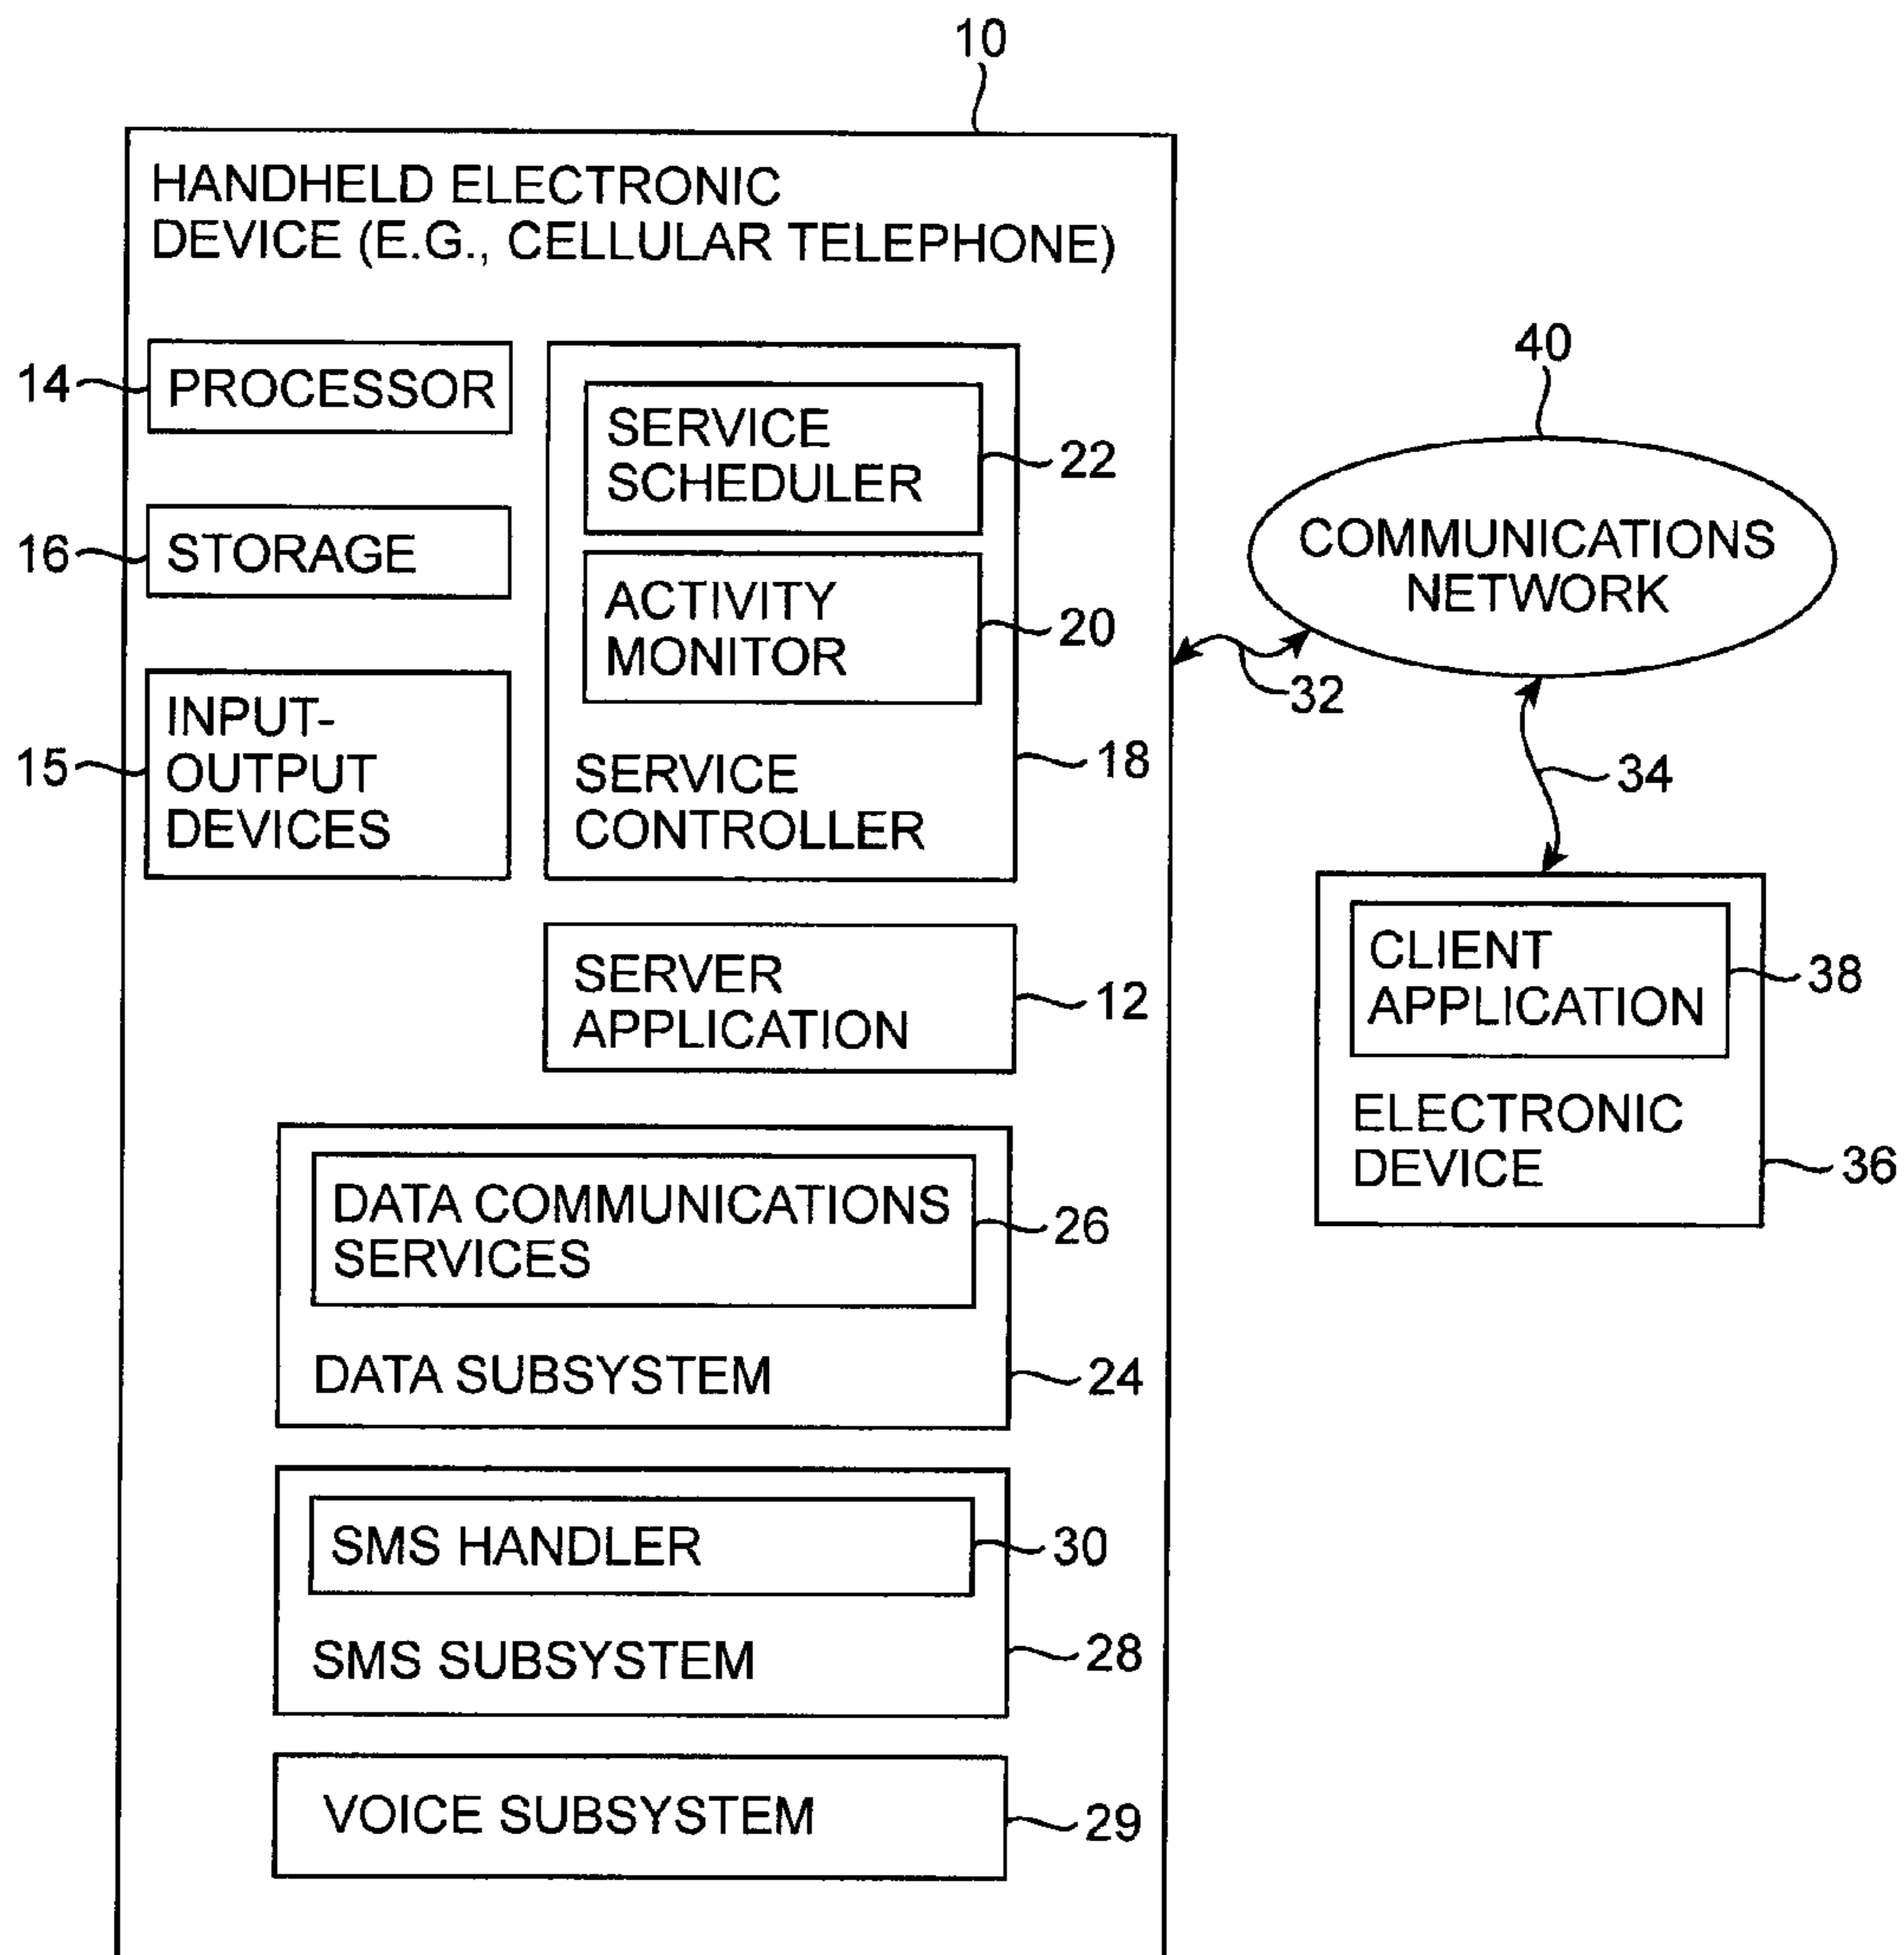 10
HANDHELD ELECTRONIC
DEVICE (E.G., CELLULAR TELEPHONE)
14
PROCESSOR
16
STORAGE
15
INPUT-
OUTPUT
DEVICES
SERVICE
SCHEDULER
22
ACTIVITY
MONITOR
20
SERVICE
CONTROLLER
18
SERVER
APPLICATION
12
DATA COMMUNICATIONS
SERVICES
26
DATA SUBSYSTEM
24
SMS HANDLER
30
SMS SUBSYSTEM
28
VOICE SUBSYSTEM
29
40
COMMUNICATIONS
NETWORK
32
34
CLIENT
APPLICATION
38
ELECTRONIC
DEVICE
36